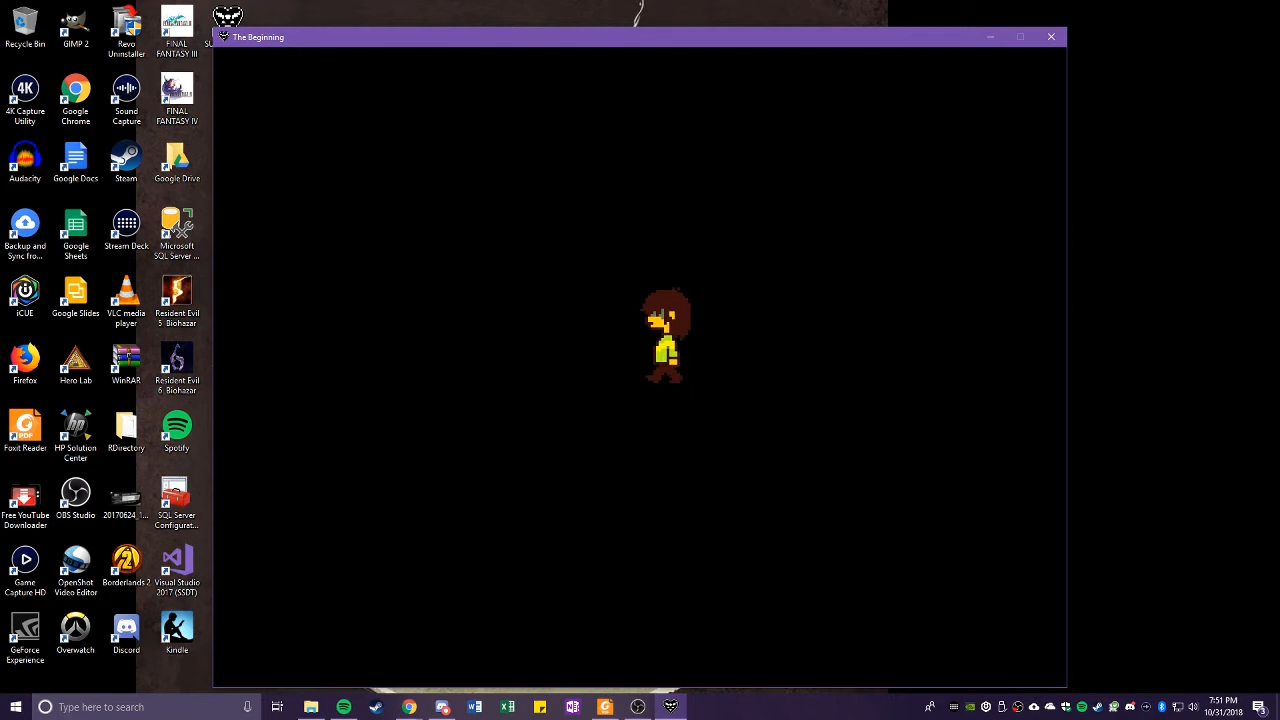 The Beginning
Recycle Bin
GIMP 2
Revo Uninstaller
FINAL FANTASY III
4K Capture Utility
Google Chrome
Sound Capture
FINAL FANTASY IV
Audacity
Google Docs
Steam
Google Drive
Backup and Sync fro...
Google Sheets
Stream Deck
Microsoft SQL Server ...
iCUE
Google Slides
VLC media player
Resident Evil 5 Biohazar
Firefox
Hero Lab
WinRAR
Resident Evil 6 Biohazar
Foxit Reader
HP Solution Center
RDirectory
Spotify
Free YouTube Downloader
OBS Studio
20170624_1...
SQL Server Configurat...
Game Capture HD
OpenShot Video Editor
Borderlands 2
Visual Studio 2017 (SSDT)
GeForce Experience
Overwatch
Discord
Kindle
Type here to search
7:51 PM
10/31/2018